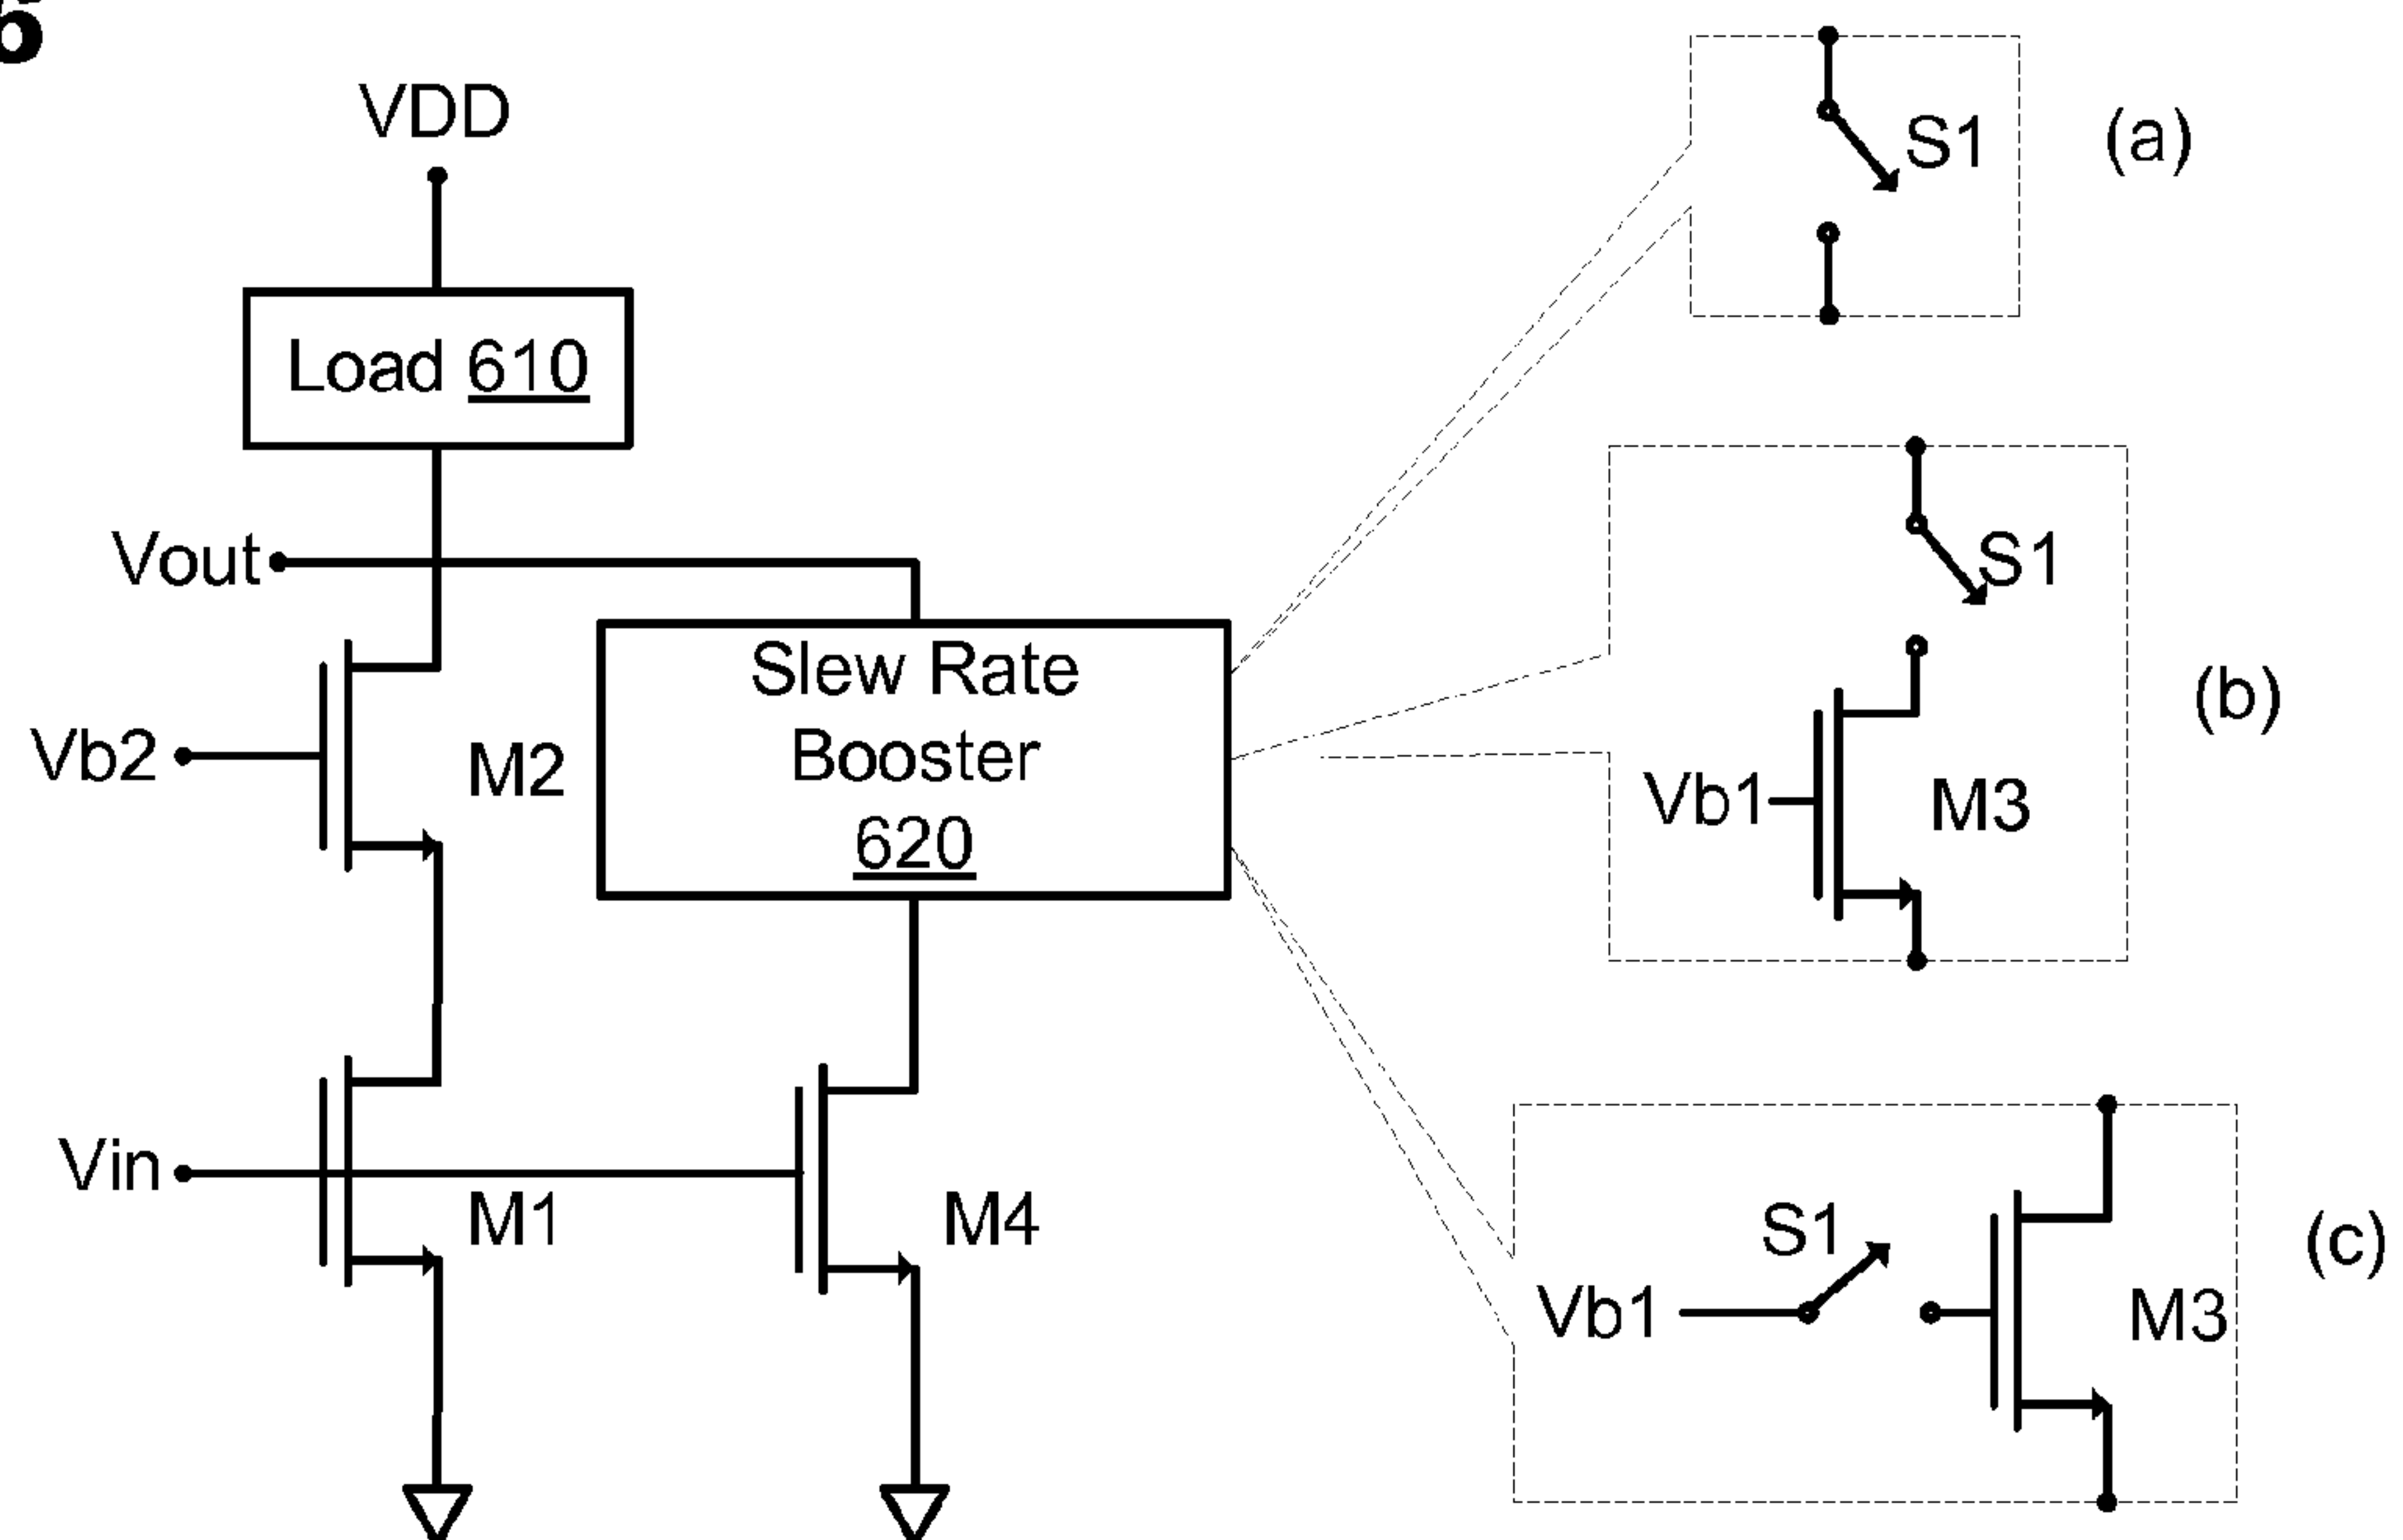 6
VDD
Load 610
Vout
Vb2
M2
Slew Rate
Booster
620
Vin
M1
M4
S1
(a)
S1
Vb1
M3
(b)
S1
Vb1
M3
(c)